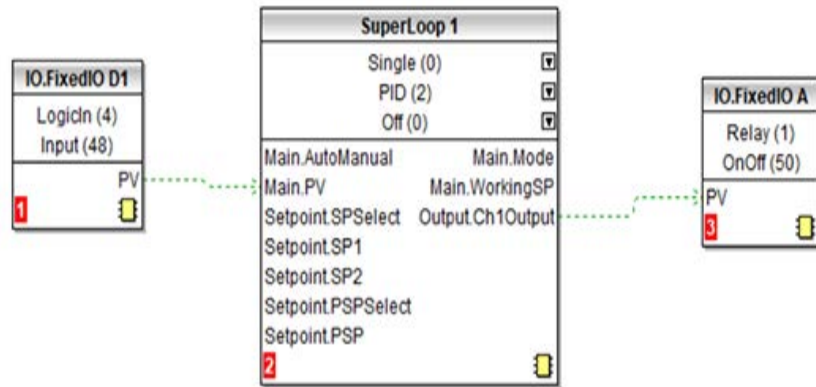 IO.FixedIO D1
LogicIn (4)
Input (48)
PV
1
SuperLoop 1
Single (0)
PID (2)
Off (0)
Main.AutoManual Main.Mode
Main.PV Main.WorkingSP
Setpoint.SPSelect Output.Ch1Output
Setpoint.SP1
Setpoint.SP2
Setpoint.PSPSelect
Setpoint.PSP
2
IO.FixedIO A
Relay (1)
OnOff (50)
PV
3